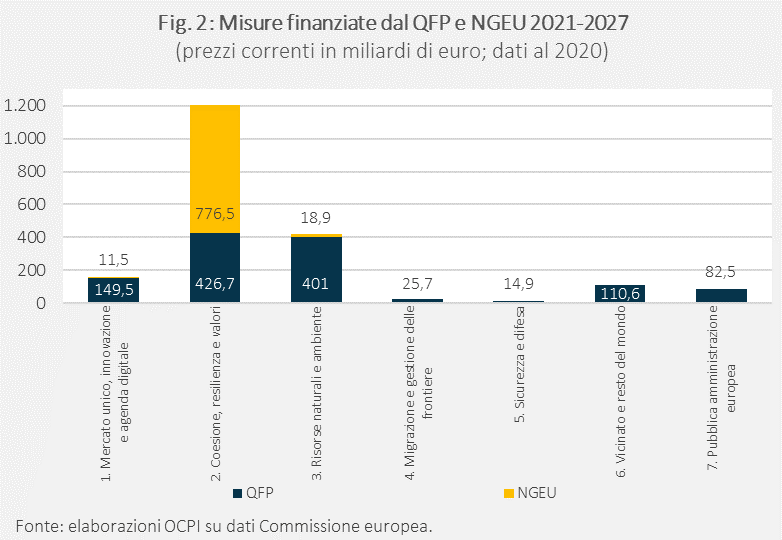 Fig. 2: Misure finanziate dal QFP e NGEU 2021-2027
(prezzi correnti in miliardi di euro; dati al 2020)
1.200
1.000
800
600
400
200
0
11,5
149,5
776,5
426,7
18,9
401
25,7
14,9
110,6
82,5
1. Mercato unico, innovazione
e agenda digitale
2. Coesione, resilienza e valori
3. Risorse naturali e ambiente
4. Migrazione e gestione delle
frontiere
5. Sicurezza e difesa
6. Vicinato e resto del mondo
7. Pubblica amministrazione
europea
QFP
NGEU
Fonte: elaborazioni OCPI su dati Commissione europea.